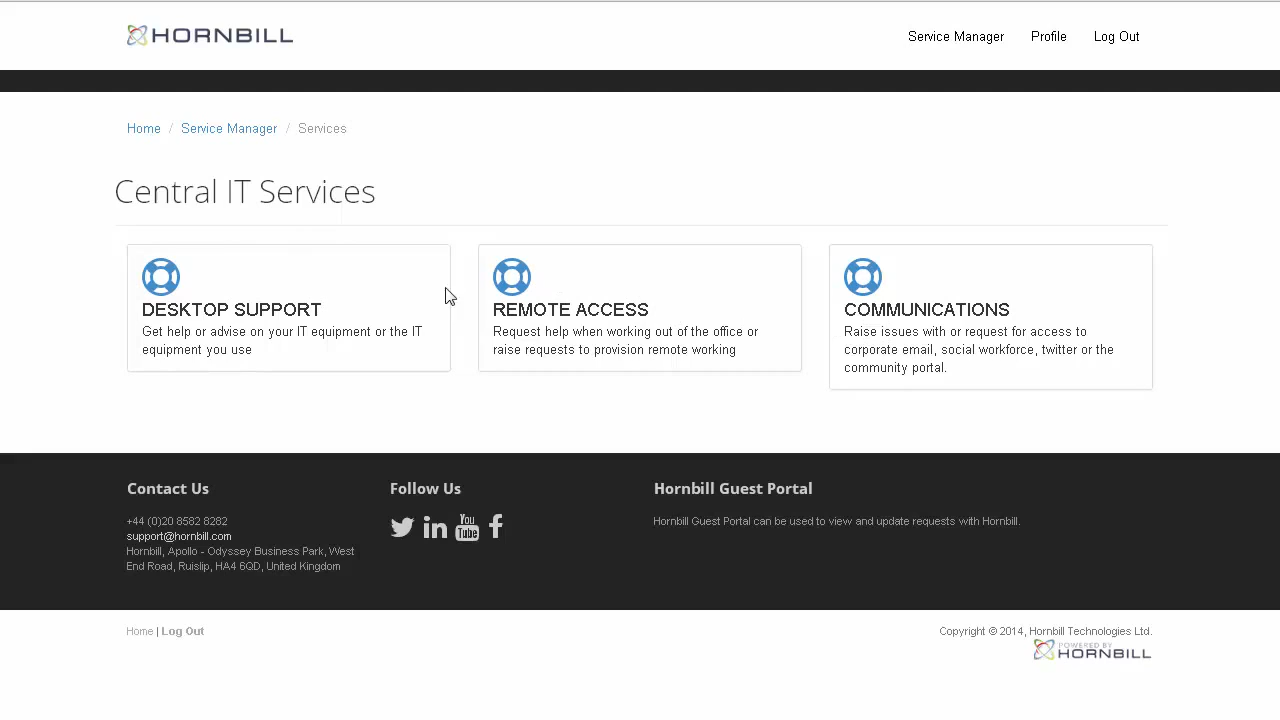 HORNBILL
Service Manager Profile Log Out
Home / Service Manager / Services
Central IT Services
DESKTOP SUPPORT
Get help or advise on your IT equipment or the IT
equipment you use
REMOTE ACCESS
Request help when working out of the office or
raise requests to provision remote working
COMMUNICATIONS
Raise issues with or request for access to
corporate email, social workforce, twitter or the
community portal.
Contact Us
+44 (0)20 8582 8282
support@hornbill.com
Hornbill, Apollo - Odyssey Business Park, West
End Road, Ruislip, HA4 6QD, United Kingdom
Follow Us
You
Tube
Hornbill Guest Portal
Hornbill Guest Portal can be used to view and update requests with Hornbill.
Home | Log Out
Copyright © 2014, Hornbill Technologies Ltd.
POWERED BY
HORNBILL